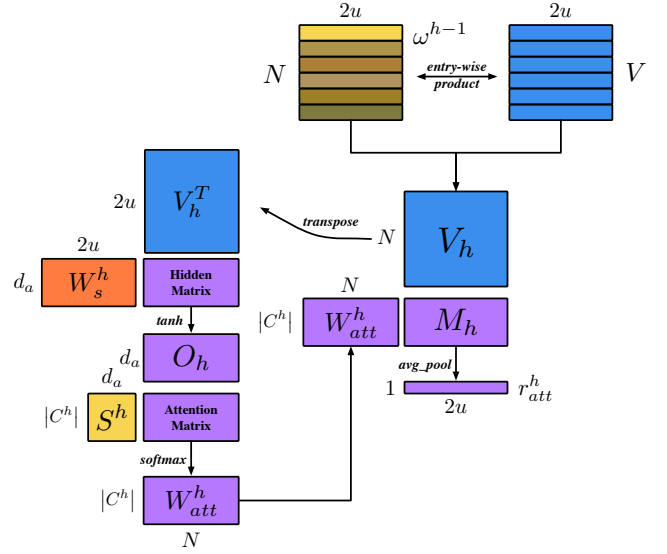 2u
ω^{h−1}
2u
N
entry-wise
product
V
V_h^T
2u
transpose
N
V_h
2u
d_a
W_s^h
Hidden
Matrix
N
|C^h|
W_{att}^h
M_h
tanh
d_a
O_h
avg_pool
1
r_{att}^h
2u
d_a
|C^h|
S^h
Attention
Matrix
softmax
|C^h|
W_{att}^h
N